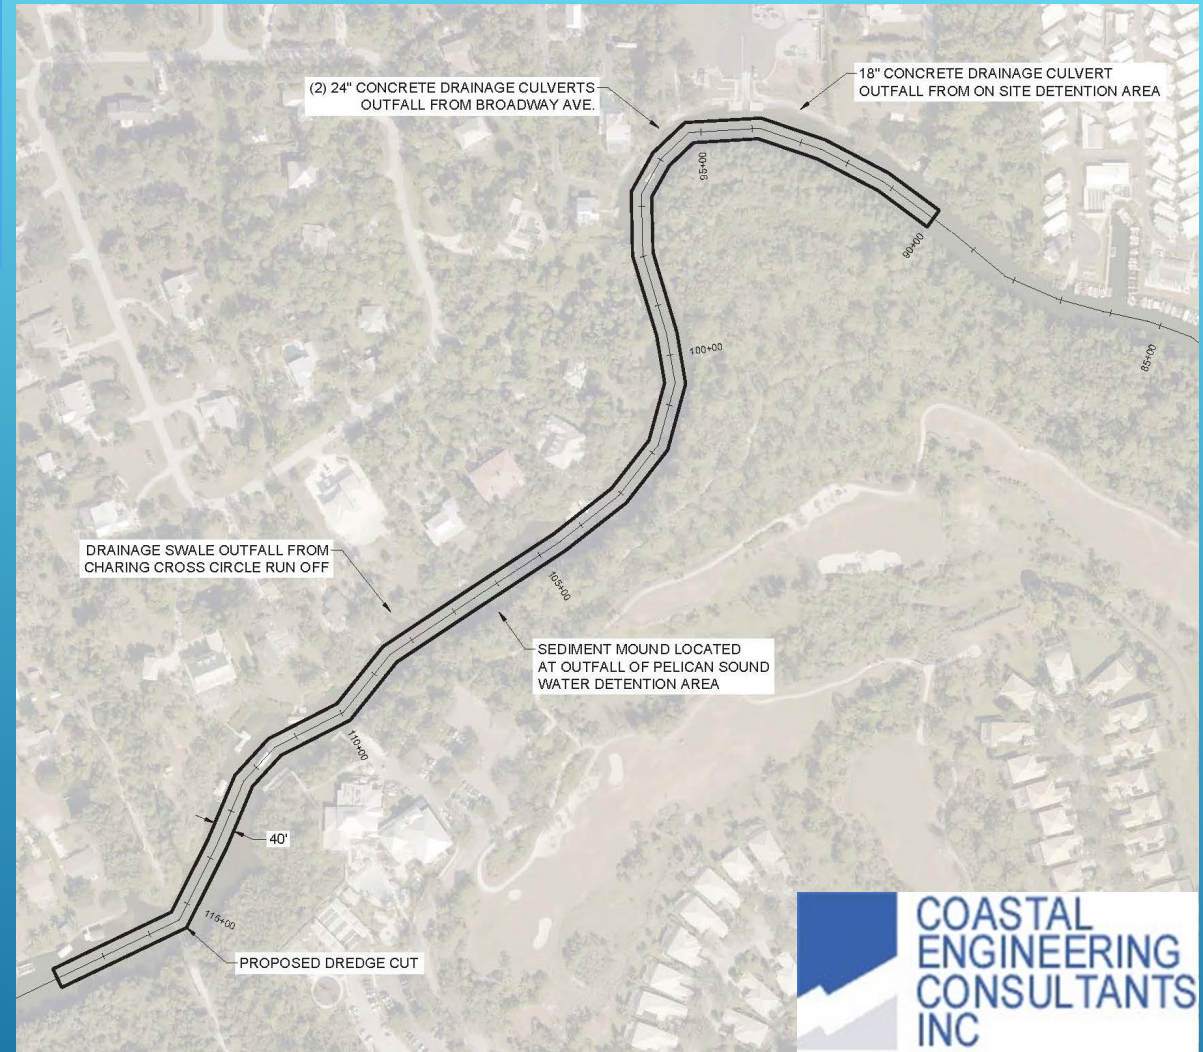 (2) 24" CONCRETE DRAINAGE CULVERTS
OUTFALL FROM BROADWAY AVE.
18" CONCRETE DRAINAGE CULVERT
OUTFALL FROM ON SITE DETENTION AREA
95+00
90+00
85+00
100+00
DRAINAGE SWALE OUTFALL FROM
CHARING CROSS CIRCLE RUN OFF
105+00
SEDIMENT MOUND LOCATED
AT OUTFALL OF PELICAN SOUND
WATER DETENTION AREA
110+00
40'
115+00
PROPOSED DREDGE CUT
COASTAL
ENGINEERING
CONSULTANTS
INC